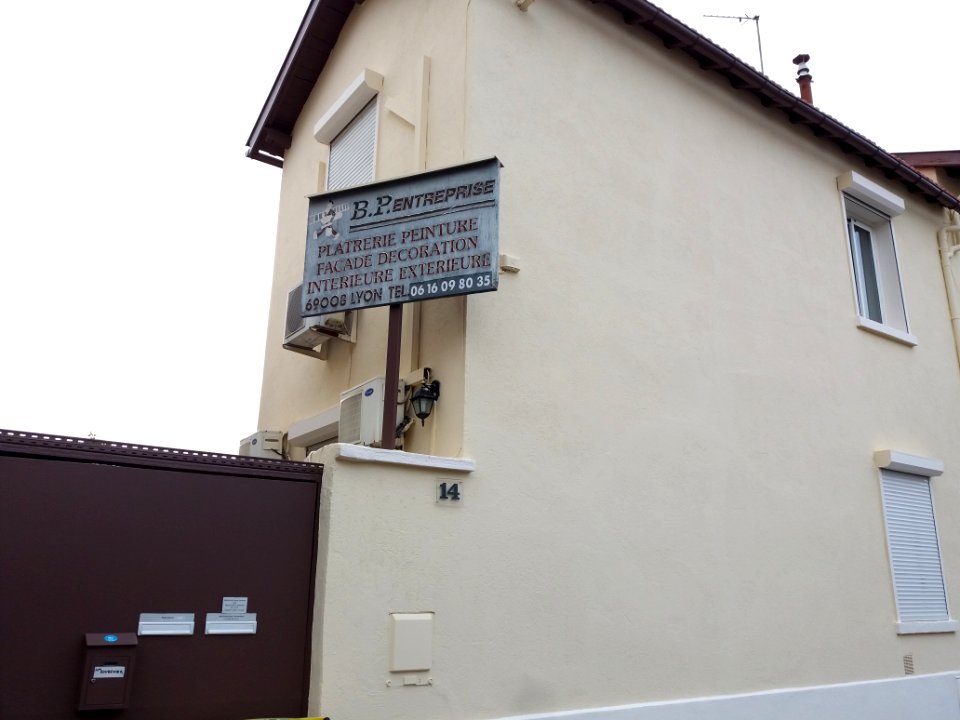 B.P. ENTREPRISE
PLATRERIE PEINTURE
FACADE DECORATION
INTERIEURE EXTERIEURE
69008 LYON TEL 06 16 09 80 35
14